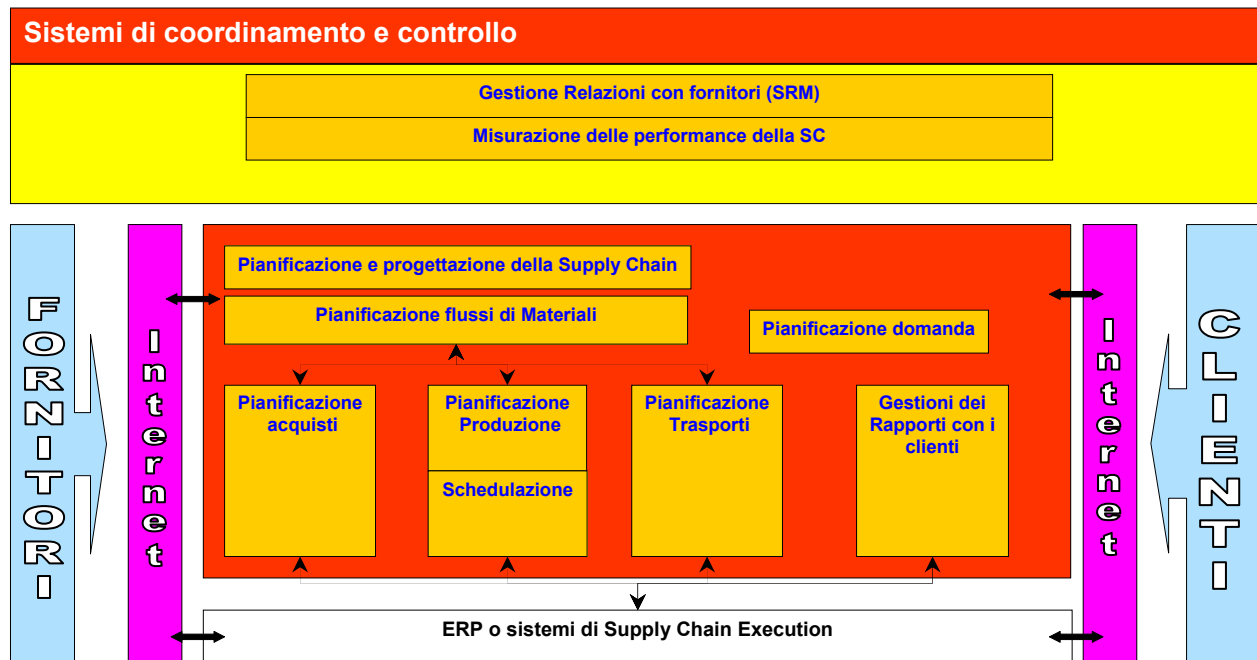 Sistemi di coordinamento e controllo
Gestione Relazioni con fornitori (SRM)
Misurazione delle performance della SC
FORNITORI
Internet
Pianificazione e progettazione della Supply Chain
Pianificazione flussi di Materiali
Pianificazione domanda
Pianificazione
acquisti
Pianificazione
Produzione
Schedulazione
Pianificazione
Trasporti
Gestioni dei
Rapporti con i
clienti
Internet
CLIENTI
ERP o sistemi di Supply Chain Execution